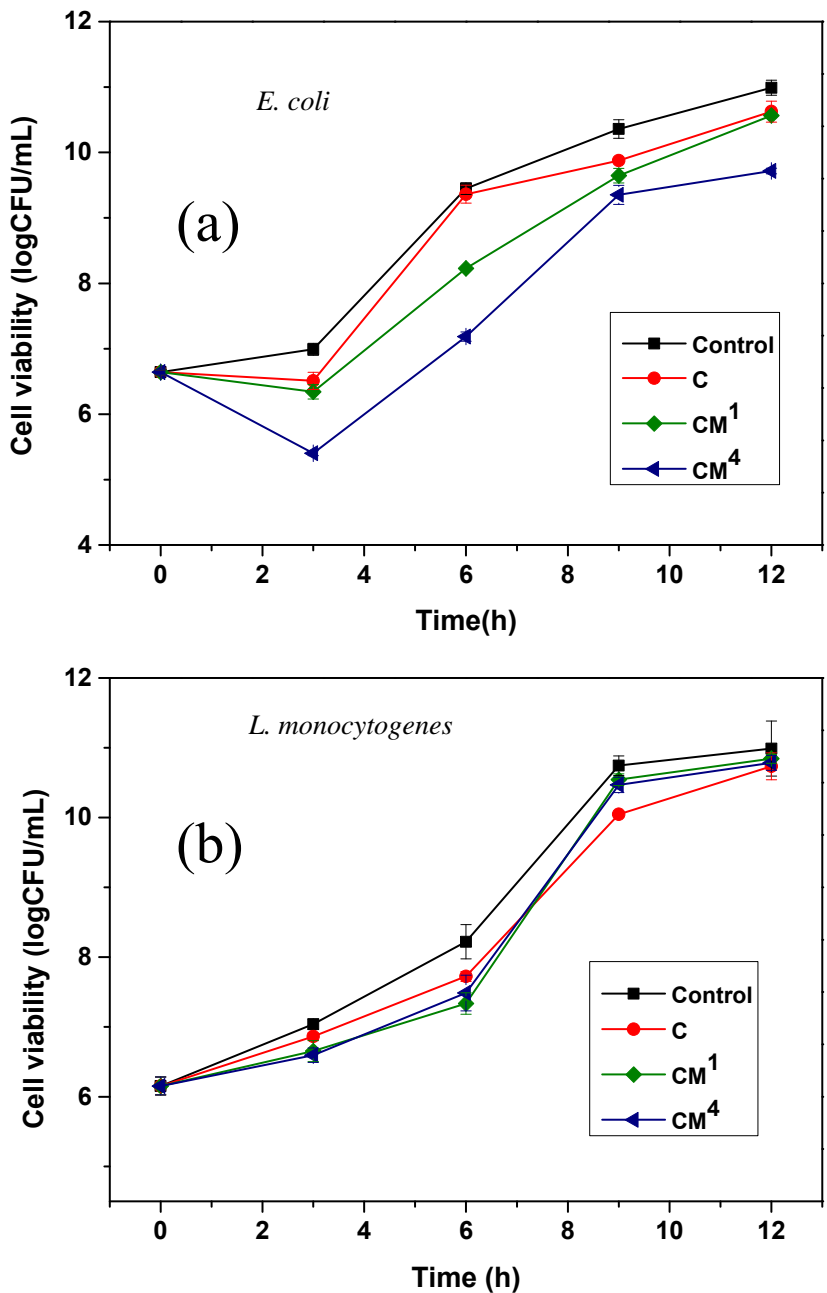 12
10
8
6
4
Cell viability (logCFU/mL)
E. coli
(a)
Control
C
CM1
CM4
0 2 4 6 8 10 12
Time(h)
12
10
8
6
Cell viability (logCFU/mL)
L. monocytogenes
(b)
Control
C
CM1
CM4
0 2 4 6 8 10 12
Time (h)